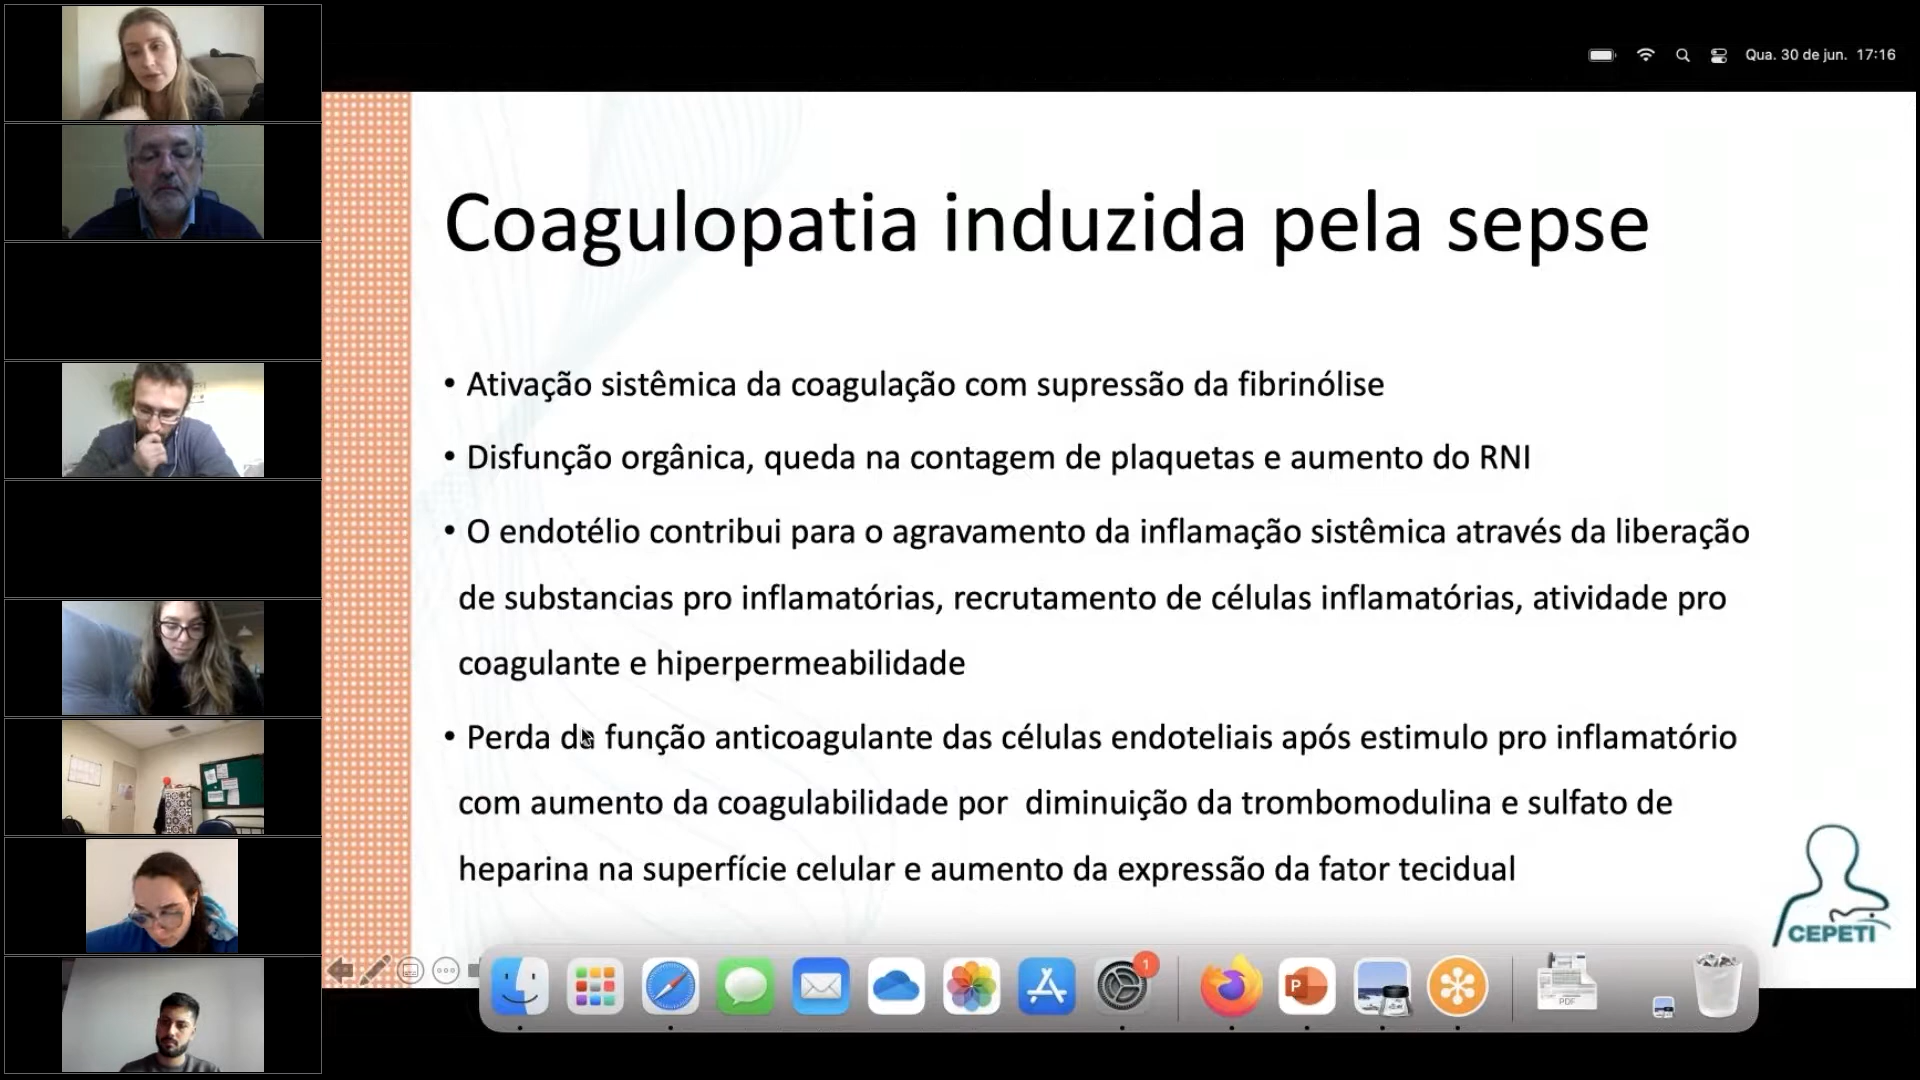 Qua. 30 de jun. 17:16
Coagulopatia induzida pela sepse
• Ativação sistêmica da coagulação com supressão da fibrinólise
• Disfunção orgânica, queda na contagem de plaquetas e aumento do RNI
• O endotélio contribui para o agravamento da inflamação sistêmica através da liberação
de substancias pro inflamatórias, recrutamento de células inflamatórias, atividade pro
coagulante e hiperpermeabilidade
• Perda da função anticoagulante das células endoteliais após estimulo pro inflamatório
com aumento da coagulabilidade por diminuição da trombomodulina e sulfato de
heparina na superfície celular e aumento da expressão da fator tecidual
CEPETI
1
P
PDF